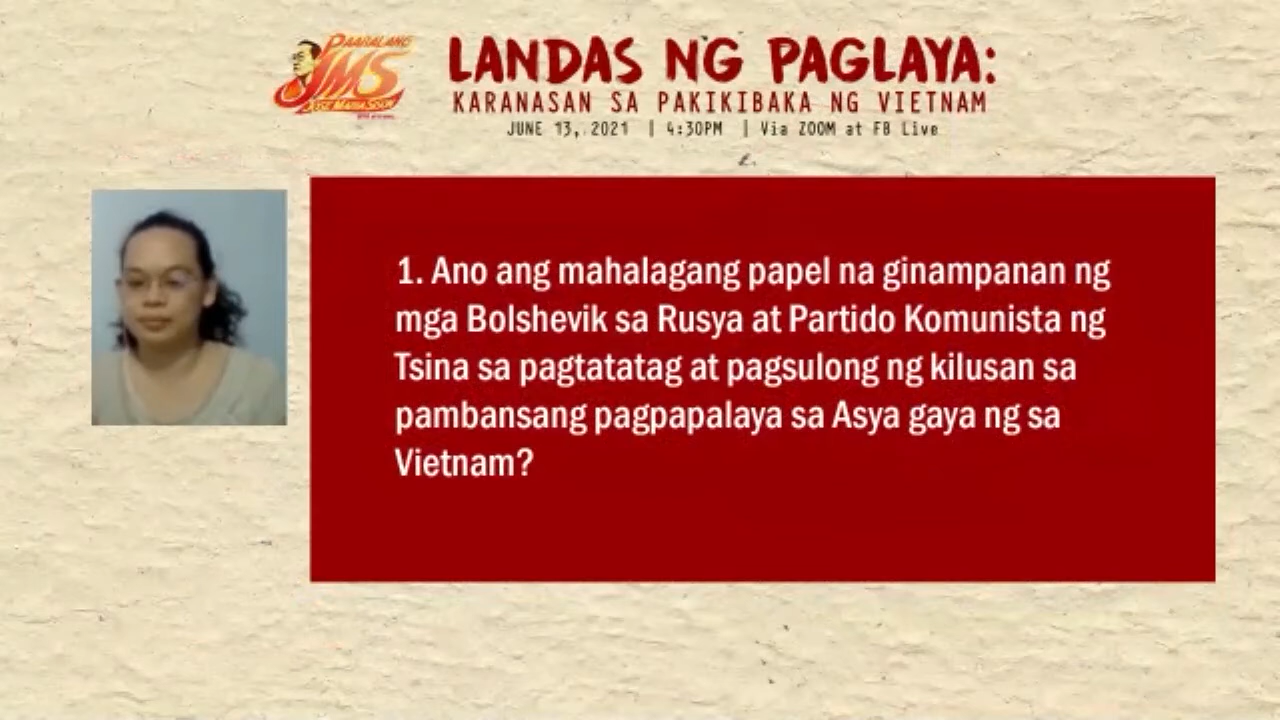 PAARALANG
JMS
JOSE MARIA SISON
LANDAS NG PAGLAYA:
KARANASAN SA PAKIKIBAKA NG VIETNAM
JUNE 13, 2021 | 4:30PM | Via ZOOM at FB Live
1. Ano ang mahalagang papel na ginampanan ng
mga Bolshevik sa Rusya at Partido Komunista ng
Tsina sa pagtatatag at pagsulong ng kilusan sa
pambansang pagpapalaya sa Asya gaya ng sa
Vietnam?